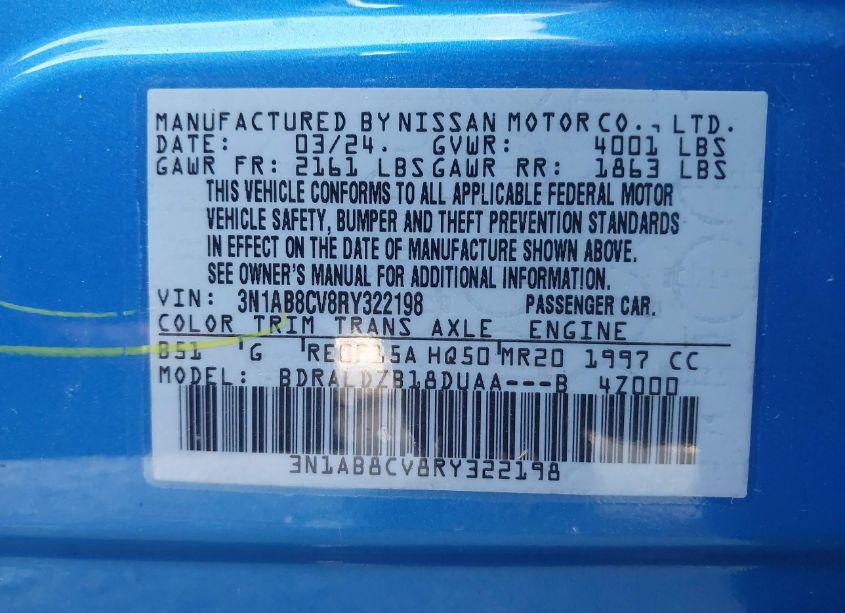 MANUFACTURED BY NISSAN MOTOR CO., LTD.
DATE: 03/24. GVWR: 4001 LBS
GAWR FR: 2161 LBS GAWR RR: 1863 LBS
THIS VEHICLE CONFORMS TO ALL APPLICABLE FEDERAL MOTOR
VEHICLE SAFETY, BUMPER AND THEFT PREVENTION STANDARDS
IN EFFECT ON THE DATE OF MANUFACTURE SHOWN ABOVE.
SEE OWNER'S MANUAL FOR ADDITIONAL INFORMATION.
VIN: 3N1AB8CV8RY322198 PASSENGER CAR.
COLOR TRIM TRANS AXLE ENGINE
B51 G HQ50 MR20 1997 CC
MODEL: BDRALDZB18DUAA---B 4Z000
3N1AB8CV8RY322198